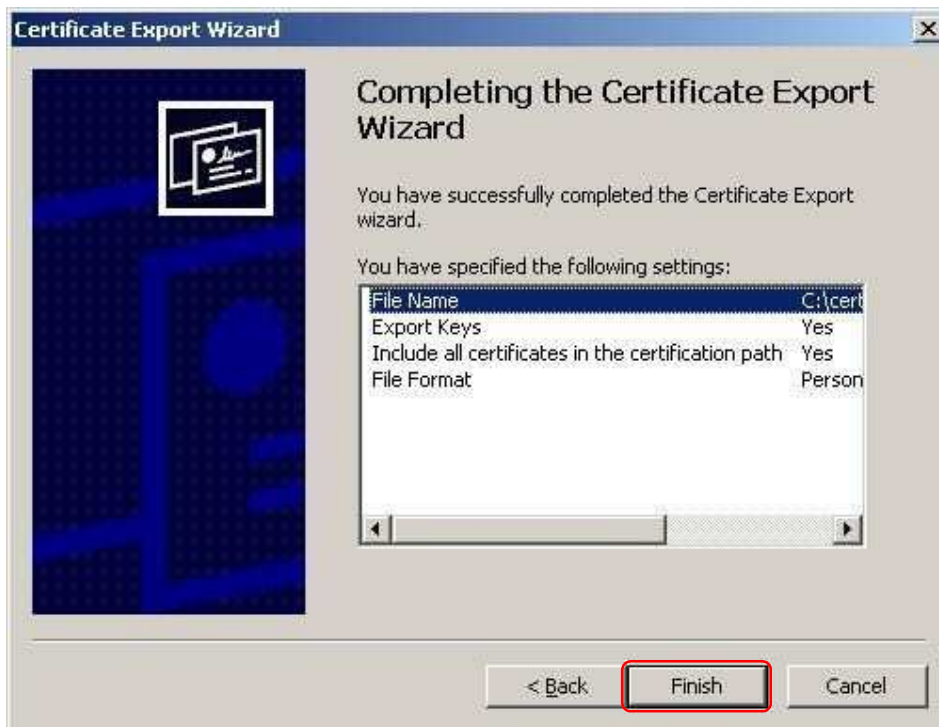 Certificate Export Wizard
Completing the Certificate Export
Wizard
You have successfully completed the Certificate Export
wizard.
You have specified the following settings:
File Name C:\cert
Export Keys Yes
Include all certificates in the certification path Yes
File Format Person
< Back Finish Cancel